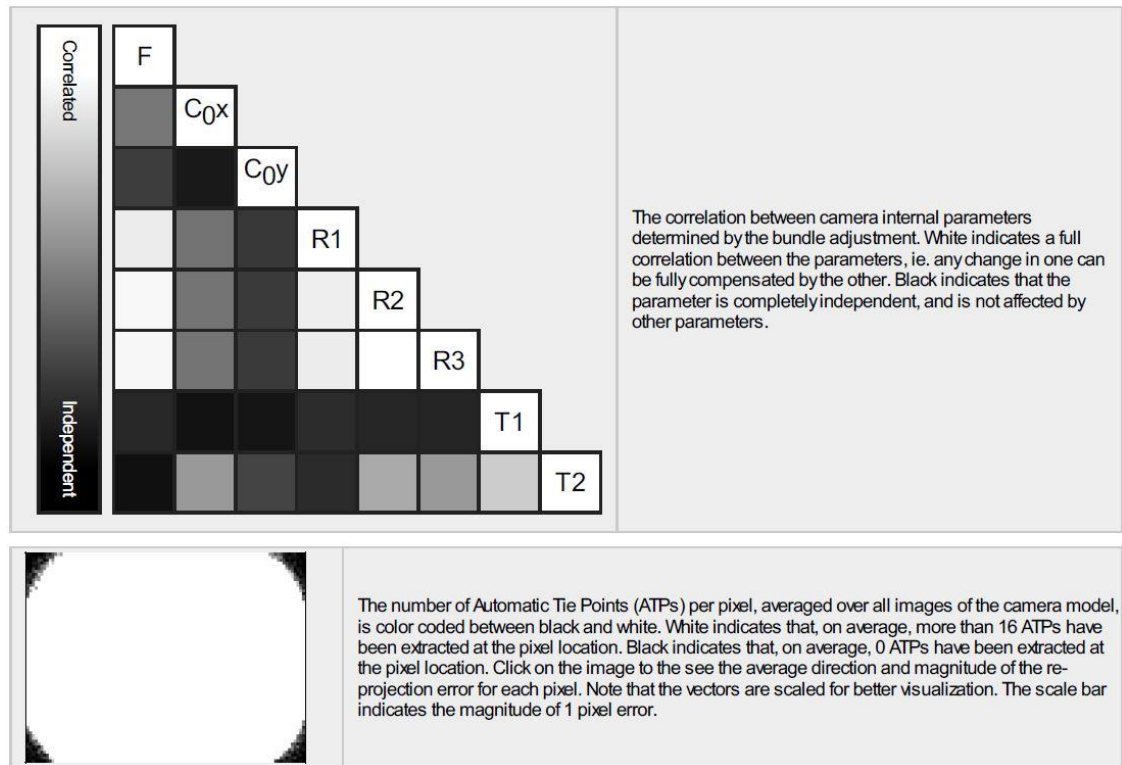 Correlated
Independent
F
C0x
C0y
R1
R2
R3
T1
T2
The correlation between camera internal parameters
determined by the bundle adjustment. White indicates a full
correlation between the parameters, ie. any change in one can
be fully compensated by the other. Black indicates that the
parameter is completely independent, and is not affected by
other parameters.
The number of Automatic Tie Points (ATPs) per pixel, averaged over all images of the camera model,
is color coded between black and white. White indicates that, on average, more than 16 ATPs have
been extracted at the pixel location. Black indicates that, on average, 0 ATPs have been extracted at
the pixel location. Click on the image to the see the average direction and magnitude of the re-
projection error for each pixel. Note that the vectors are scaled for better visualization. The scale bar
indicates the magnitude of 1 pixel error.